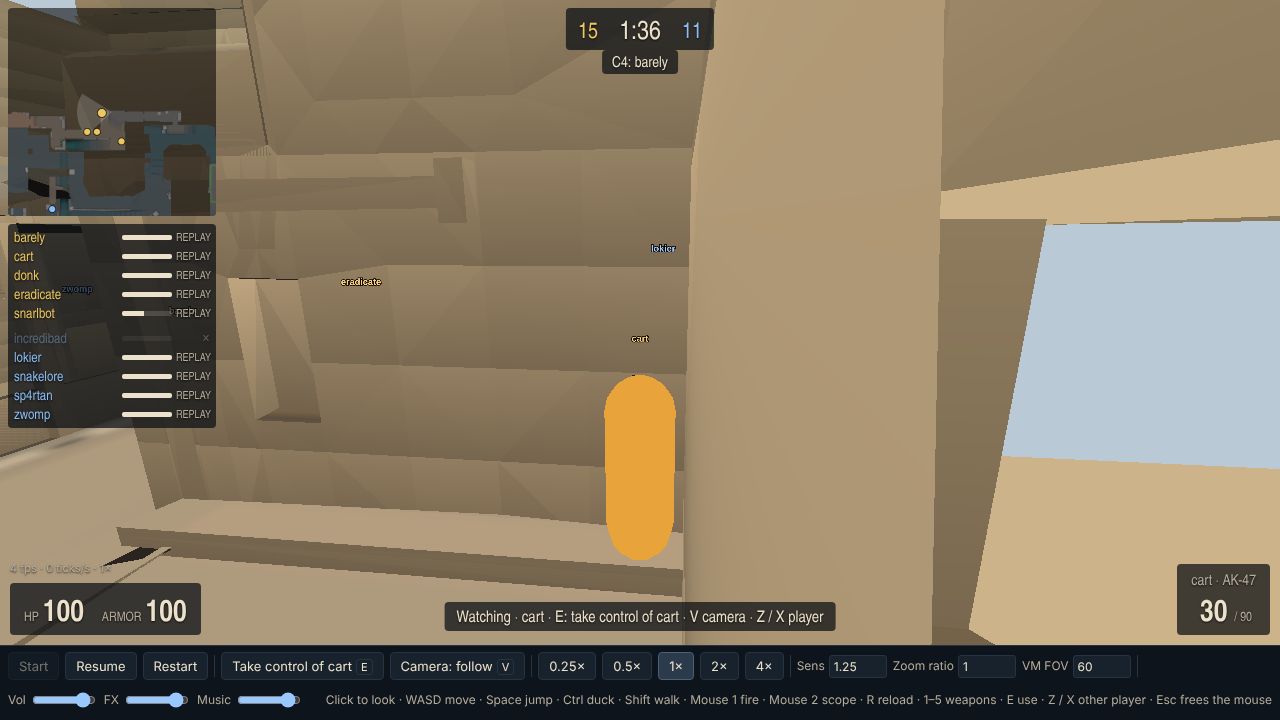 15 1:36 11
C4: barely
barely REPLAY
cart REPLAY
donk REPLAY
eradicate REPLAY
zwomp
snarlbot REPLAY
incredibad ×
lokier REPLAY
snakelore REPLAY
sp4rtan REPLAY
zwomp REPLAY
lokier
eradicate
cart
4 fps · 0 ticks/s · 1×
HP 100 ARMOR 100
Watching · cart · E: take control of cart · V camera · Z / X player
cart · AK-47
30 / 90
Start Resume Restart Take control of cart E Camera: follow V 0.25× 0.5× 1× 2× 4× Sens 1.25 Zoom ratio 1 VM FOV 60
Vol FX Music Click to look · WASD move · Space jump · Ctrl duck · Shift walk · Mouse 1 fire · Mouse 2 scope · R reload · 1–5 weapons · E use · Z / X other player · Esc frees the mouse